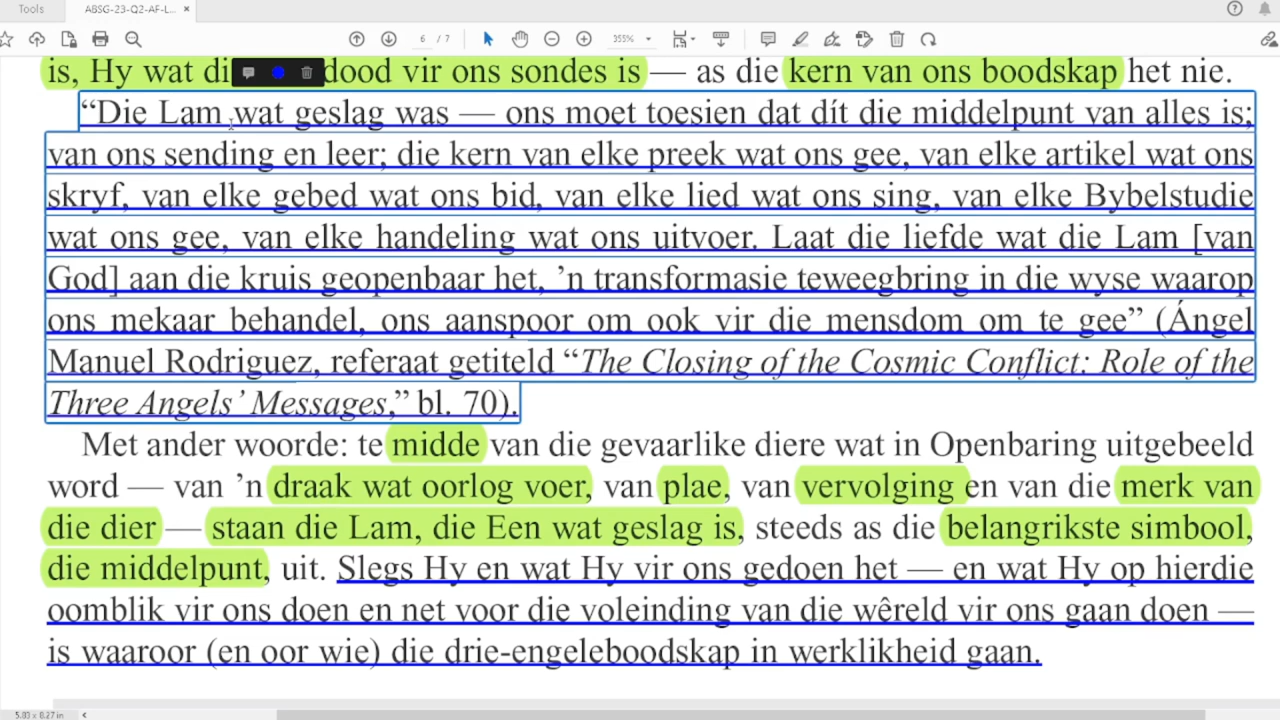 Tools
ABSG-23-Q2-AF-L... ×
6 / 7
355%
is, Hy wat di dood vir ons sondes is — as die kern van ons boodskap het nie.
“Die Lam wat geslag was — ons moet toesien dat dít die middelpunt van alles is;
van ons sending en leer; die kern van elke preek wat ons gee, van elke artikel wat ons
skryf, van elke gebed wat ons bid, van elke lied wat ons sing, van elke Bybelstudie
wat ons gee, van elke handeling wat ons uitvoer. Laat die liefde wat die Lam [van
God] aan die kruis geopenbaar het, ’n transformasie teweegbring in die wyse waarop
ons mekaar behandel, ons aanspoor om ook vir die mensdom om te gee” (Ángel
Manuel Rodriguez, referaat getiteld “The Closing of the Cosmic Conflict: Role of the
Three Angels’ Messages,” bl. 70).
Met ander woorde: te midde van die gevaarlike diere wat in Openbaring uitgebeeld
word — van ’n draak wat oorlog voer, van plae, van vervolging en van die merk van
die dier — staan die Lam, die Een wat geslag is, steeds as die belangrikste simbool,
die middelpunt, uit. Slegs Hy en wat Hy vir ons gedoen het — en wat Hy op hierdie
oomblik vir ons doen en net voor die voleinding van die wêreld vir ons gaan doen —
is waaroor (en oor wie) die drie-engeleboodskap in werklikheid gaan.
5.83 x 8.27 in